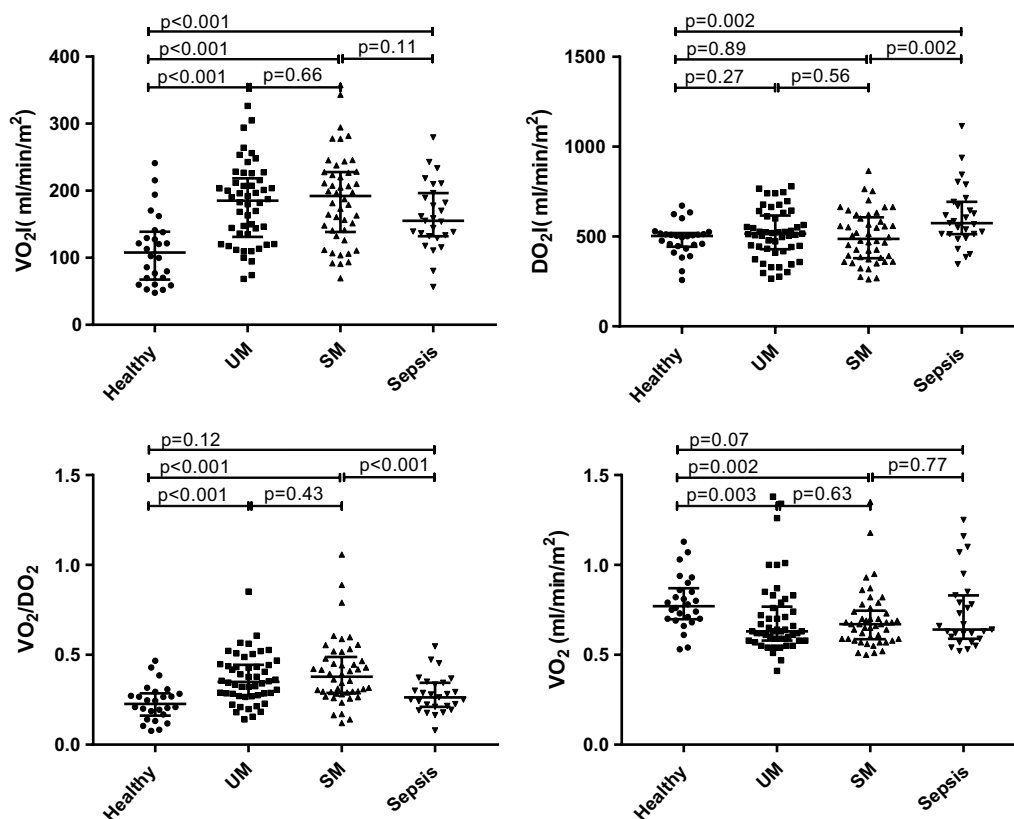 p<0.001
p<0.001
p=0.11
p<0.001
p=0.66
VO₂I( ml/min/m²)
400
300
200
100
0
Healthy
UM
SM
Sepsis
p=0.002
p=0.89
p=0.002
p=0.27
p=0.56
DO₂I( ml/min/m²)
1500
1000
500
0
Healthy
UM
SM
Sepsis
p=0.12
p<0.001
p<0.001
p<0.001
p=0.43
VO₂/DO₂
1.5
1.0
0.5
0.0
Healthy
UM
SM
Sepsis
p=0.07
p=0.002
p=0.77
p=0.003
p=0.63
VO₂ (ml/min/m²)
1.5
1.0
0.5
0.0
Healthy
UM
SM
Sepsis